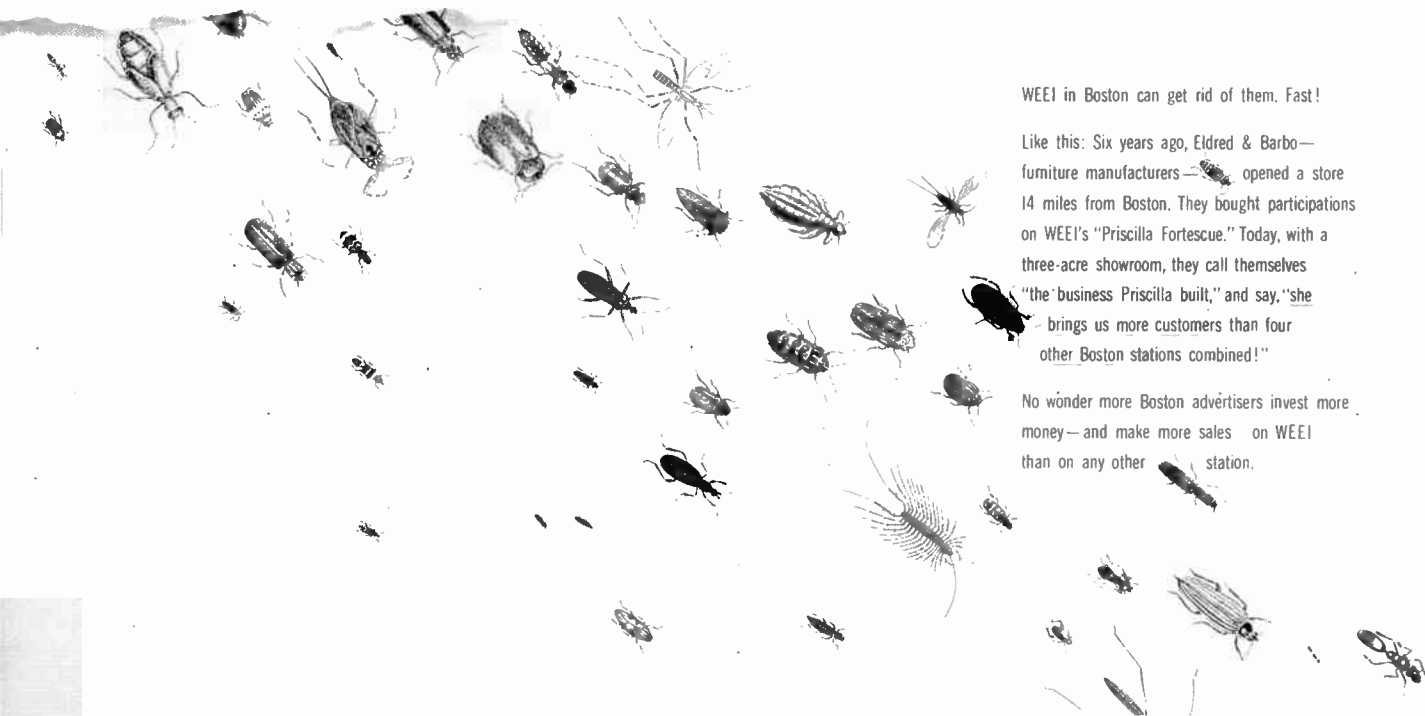 WEEI in Boston can get rid of them. Fast!
Like this: Six years ago, Eldred & Barbo—
furniture manufacturers— opened a store
14 miles from Boston. They bought participations
on WEEI's "Priscilla Fortescue." Today, with a
three-acre showroom, they call themselves
"the business Priscilla built," and say, "she
brings us more customers than four
other Boston stations combined!"
No wonder more Boston advertisers invest more
money—and make more sales on WEEI
than on any other station.